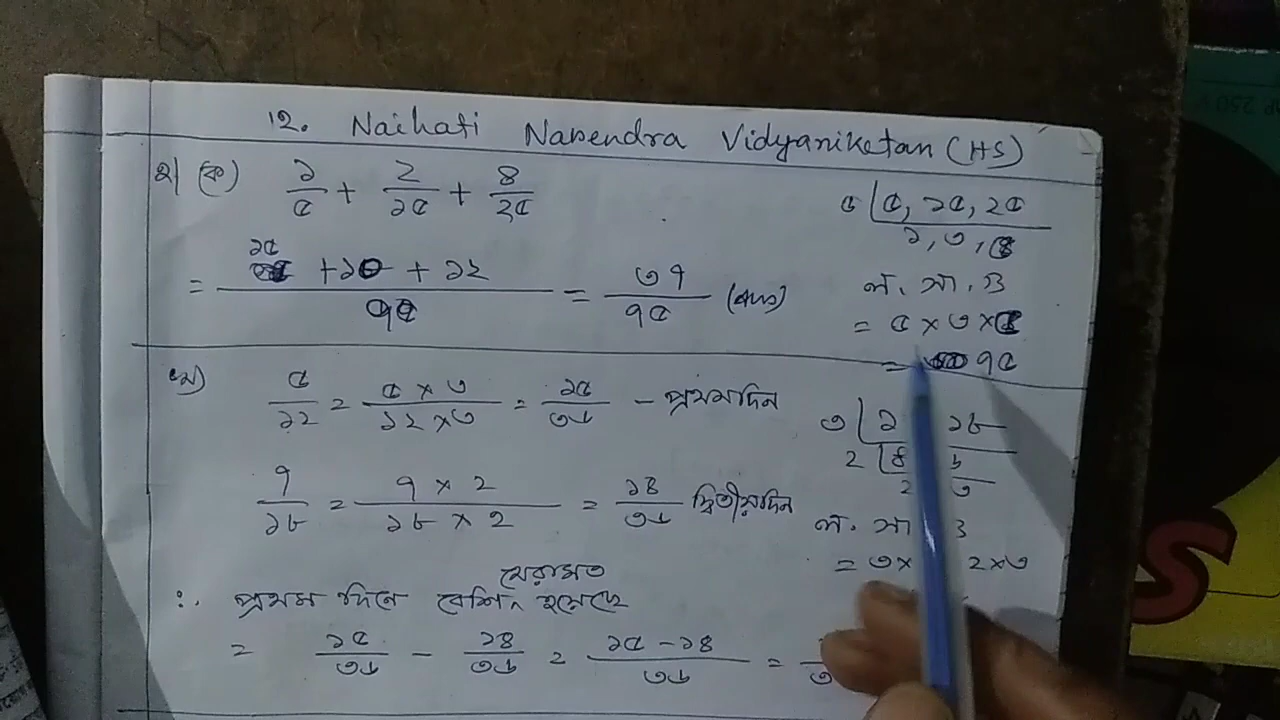 12. Naihati Narendra Vidyaniketan (HS)
২। (ক) ১/৫ + ২/১৫ + ৪/২৫
= ১৫ + ১০ + ১২ / ৭৫ = ৩৭/৭৫ (Ans)
৫ | ৫, ১৫, ২৫
১, ৩, ৫
ল. সা. গু
= ৫ × ৩ × ৫
= ৭৫
খ) ৫/১২ = ৫ × ৩ / ১২ × ৩ = ১৫/৩৬ – প্রথমদিন
৭/১৮ = ৭ × ২ / ১৮ × ২ = ১৪/৩৬ দ্বিতীয়দিন
৩ | ১ ১৮
২ | ৪ ৬
২ ৩
ল. সা
= ৩× ২×৩
∴ প্রথম দিনে বেশি মেরামত হয়েছে
= ১৫/৩৬ - ১৪/৩৬ = ১৫ - ১৪ / ৩৬ =